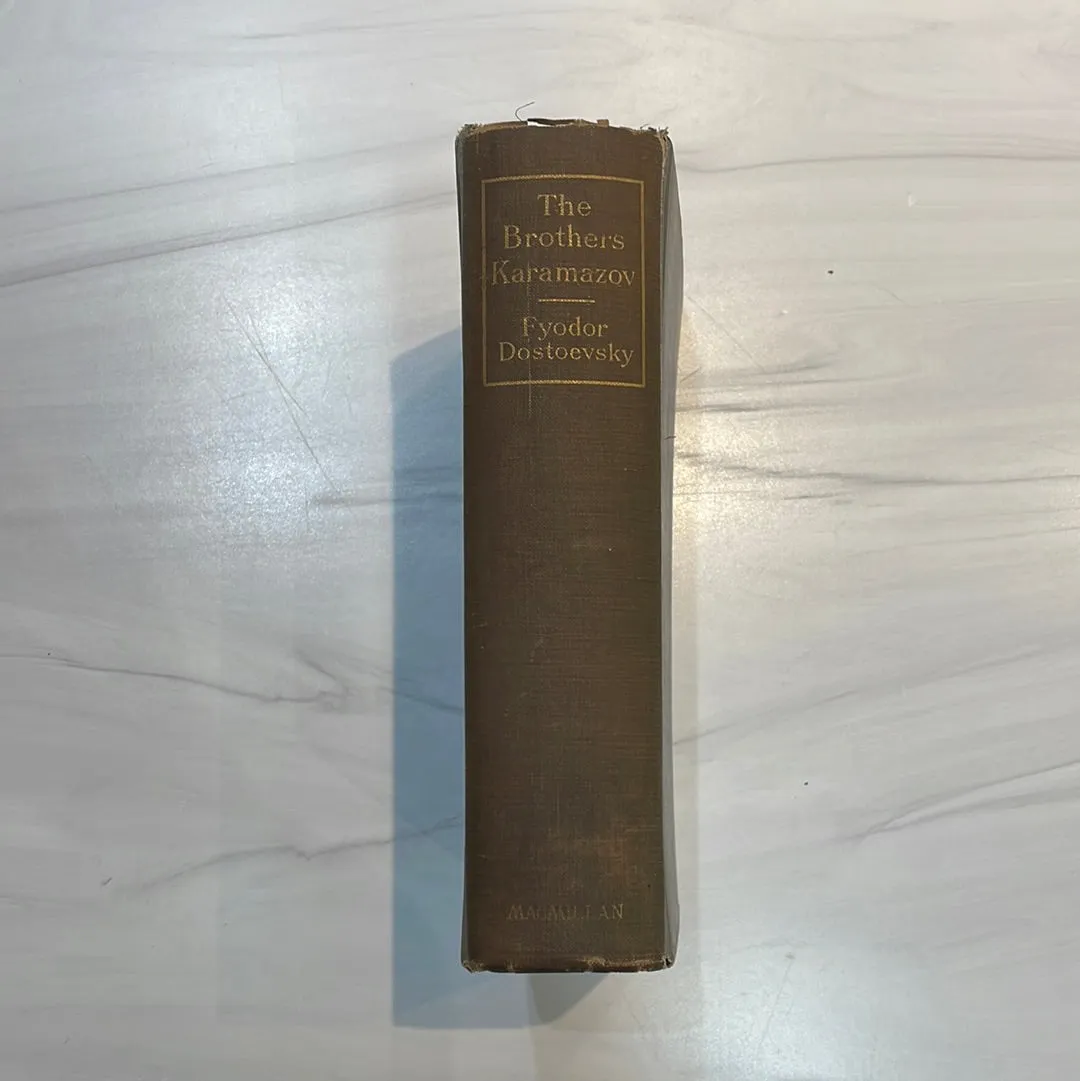 The
Brothers
Karamazov
Fyodor
Dostoevsky
MACMILLAN